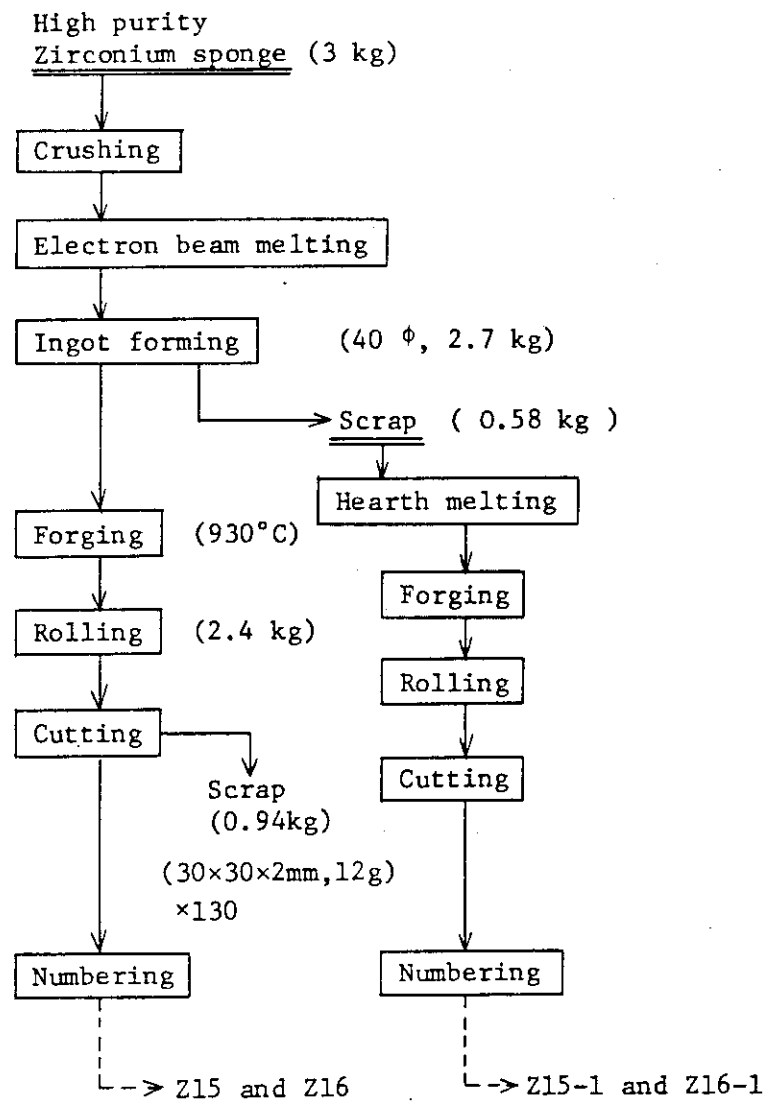 High purity
Zirconium sponge (3 kg)
Crushing
Electron beam melting
Ingot forming (40 ϕ, 2.7 kg)
Scrap ( 0.58 kg )
Hearth melting
Forging (930°C)
Forging
Rolling (2.4 kg)
Rolling
Cutting
Cutting
Scrap
(0.94kg)
(30×30×2mm,12g)
×130
Numbering
Numbering
Z15 and Z16
Z15-1 and Z16-1